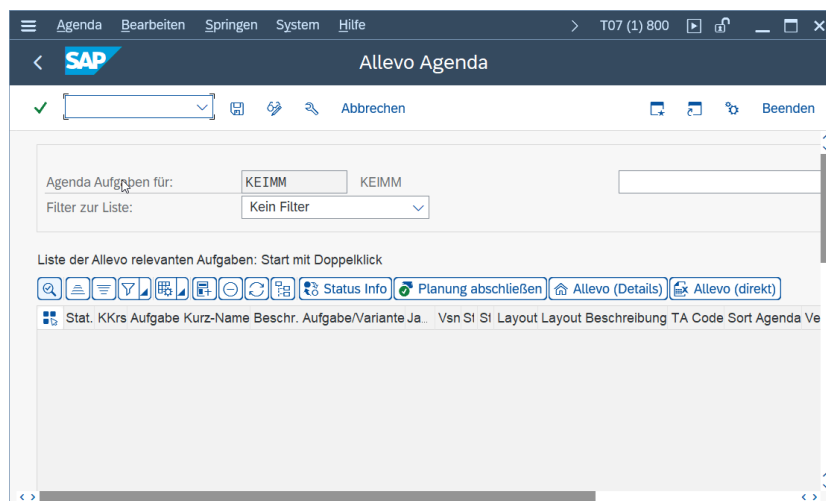 Agenda Bearbeiten Springen System Hilfe T07 (1) 800
SAP Allevo Agenda
Abbrechen Beenden
Agenda Aufgaben für: KEIMM KEIMM
Filter zur Liste: Kein Filter
Liste der Allevo relevanten Aufgaben: Start mit Doppelklick
Status Info Planung abschließen Allevo (Details) Allevo (direkt)
Stat. KKrs Aufgabe Kurz-Name Beschr. Aufgabe/Variante Ja... Vsn St St Layout Layout Beschreibung TA Code Sort Agenda Ve